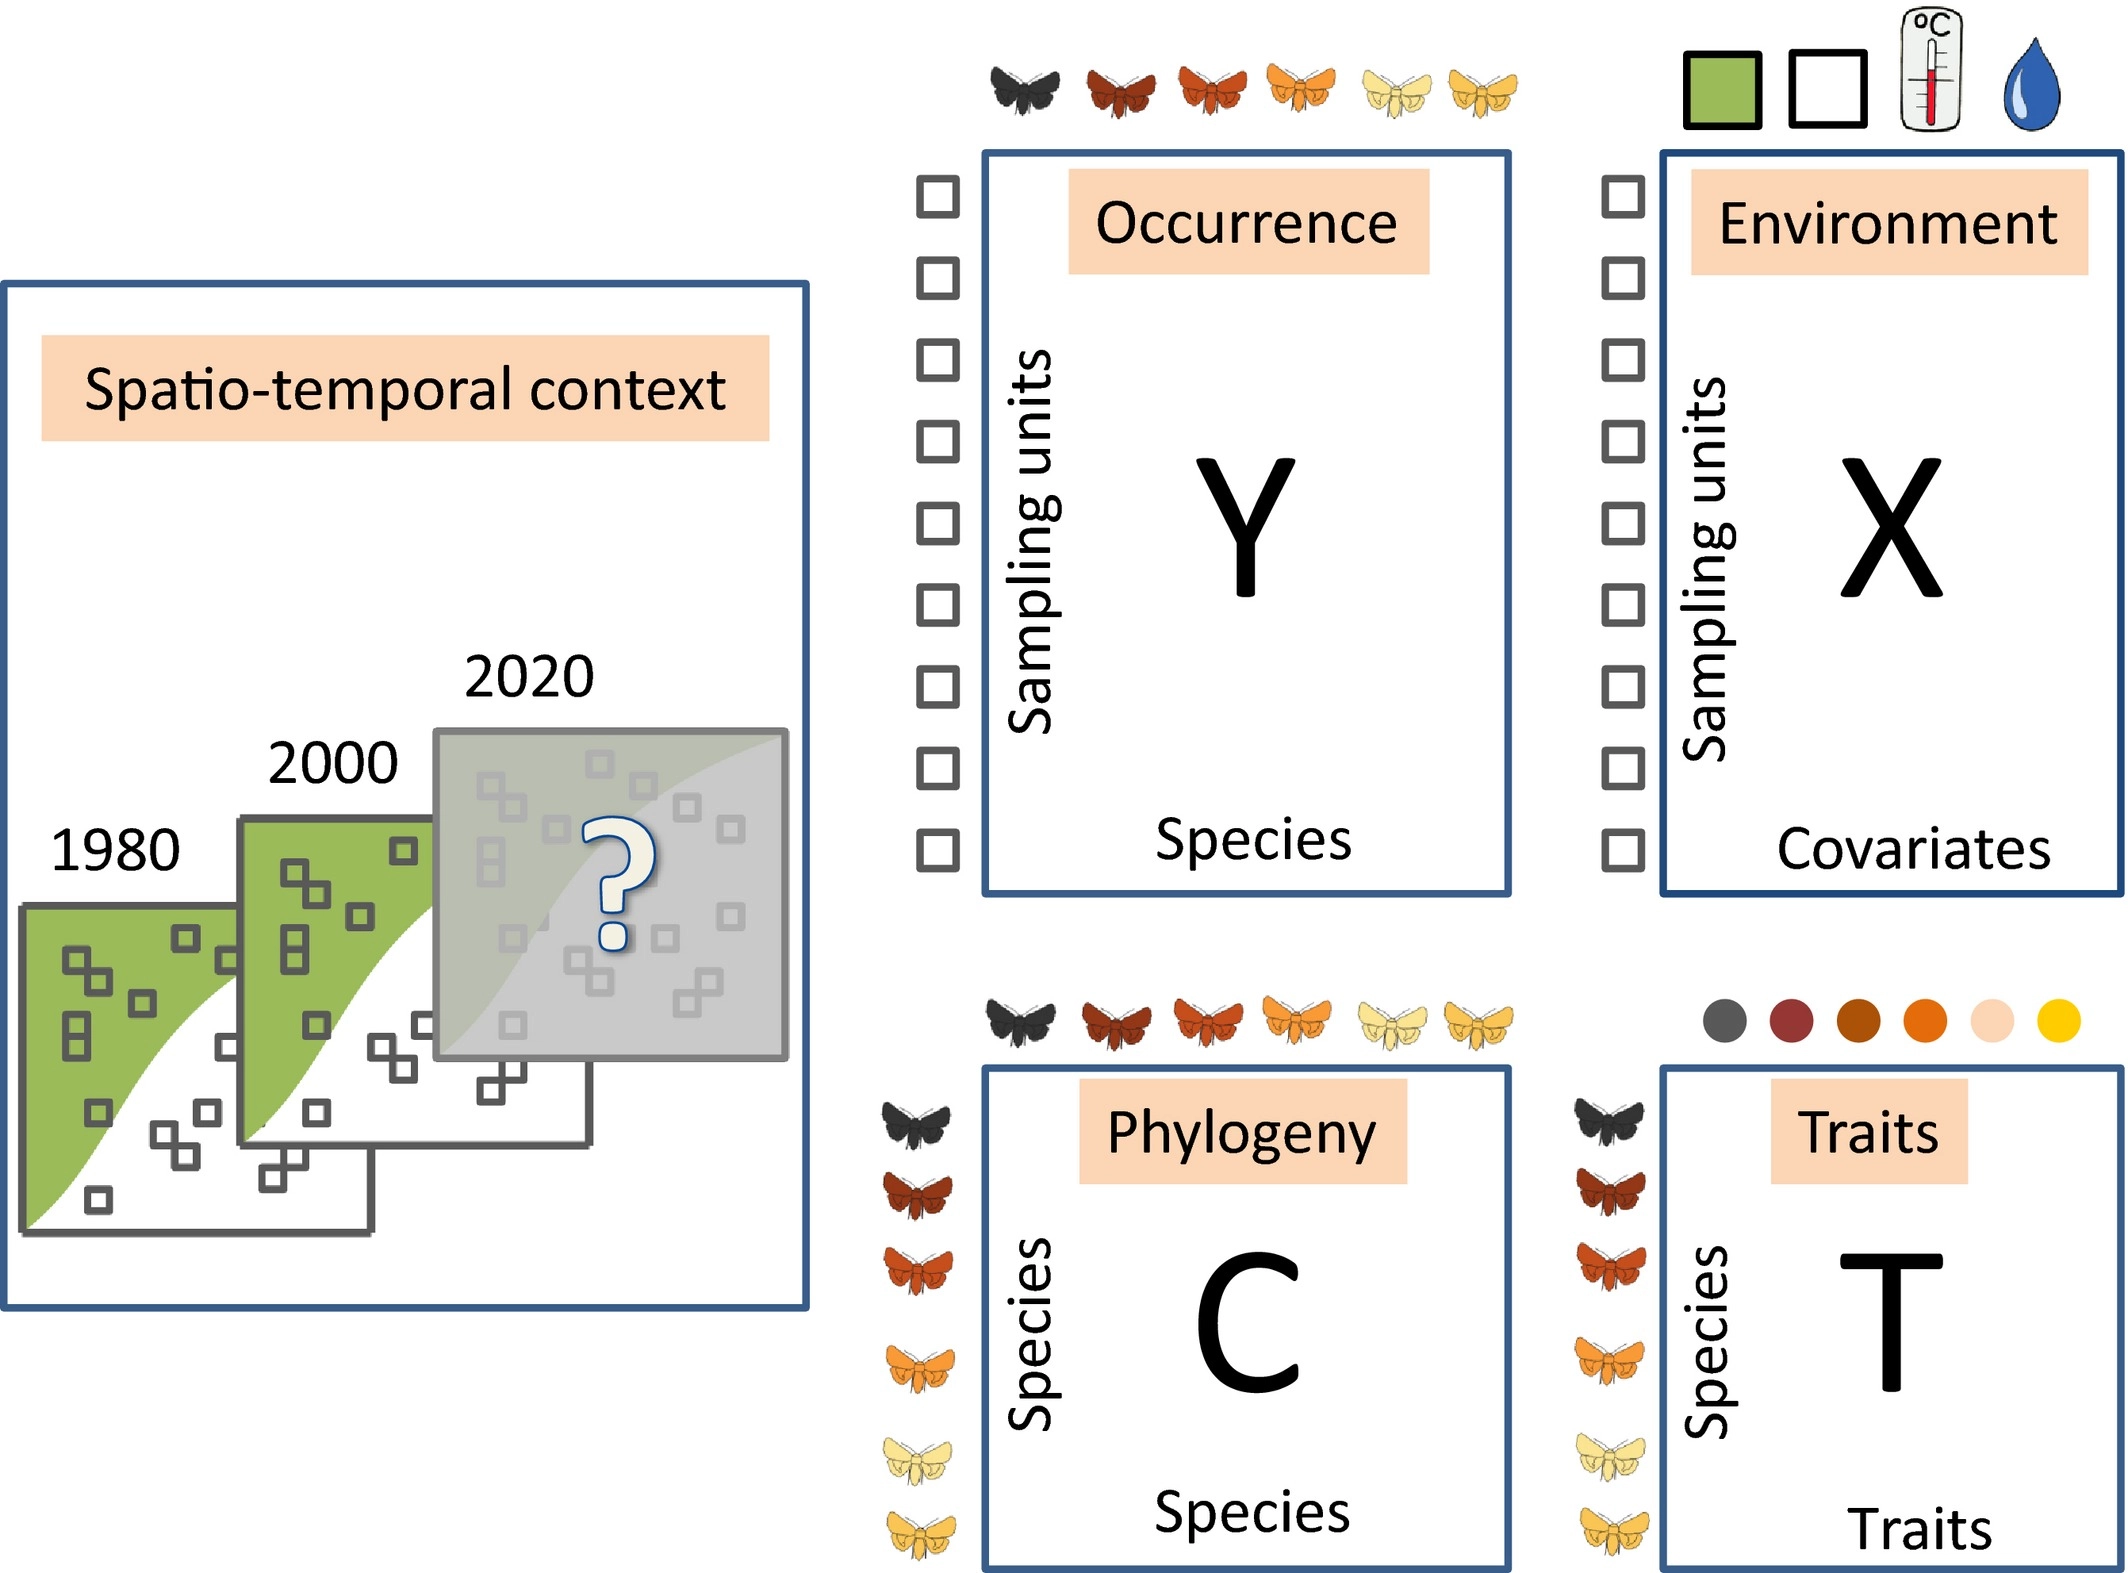 Spatio-temporal context
1980
2000
2020
?
Occurrence
Sampling units
Y
Species
°C
Environment
Sampling units
X
Covariates
Phylogeny
Species
C
Species
Traits
Species
T
Traits